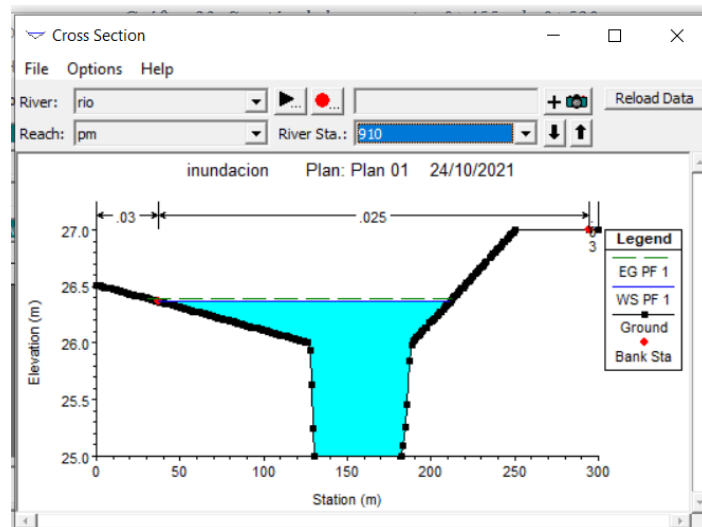 Cross Section
File Options Help
River: rio
Reload Data
Reach: pm River Sta.: 910
inundacion Plan: Plan 01 24/10/2021
.03 .025
27.0
26.5
26.0
25.5
25.0
Elevation (m)
0 50 100 150 200 250 300
Station (m)
Legend
EG PF 1
WS PF 1
Ground
Bank Sta